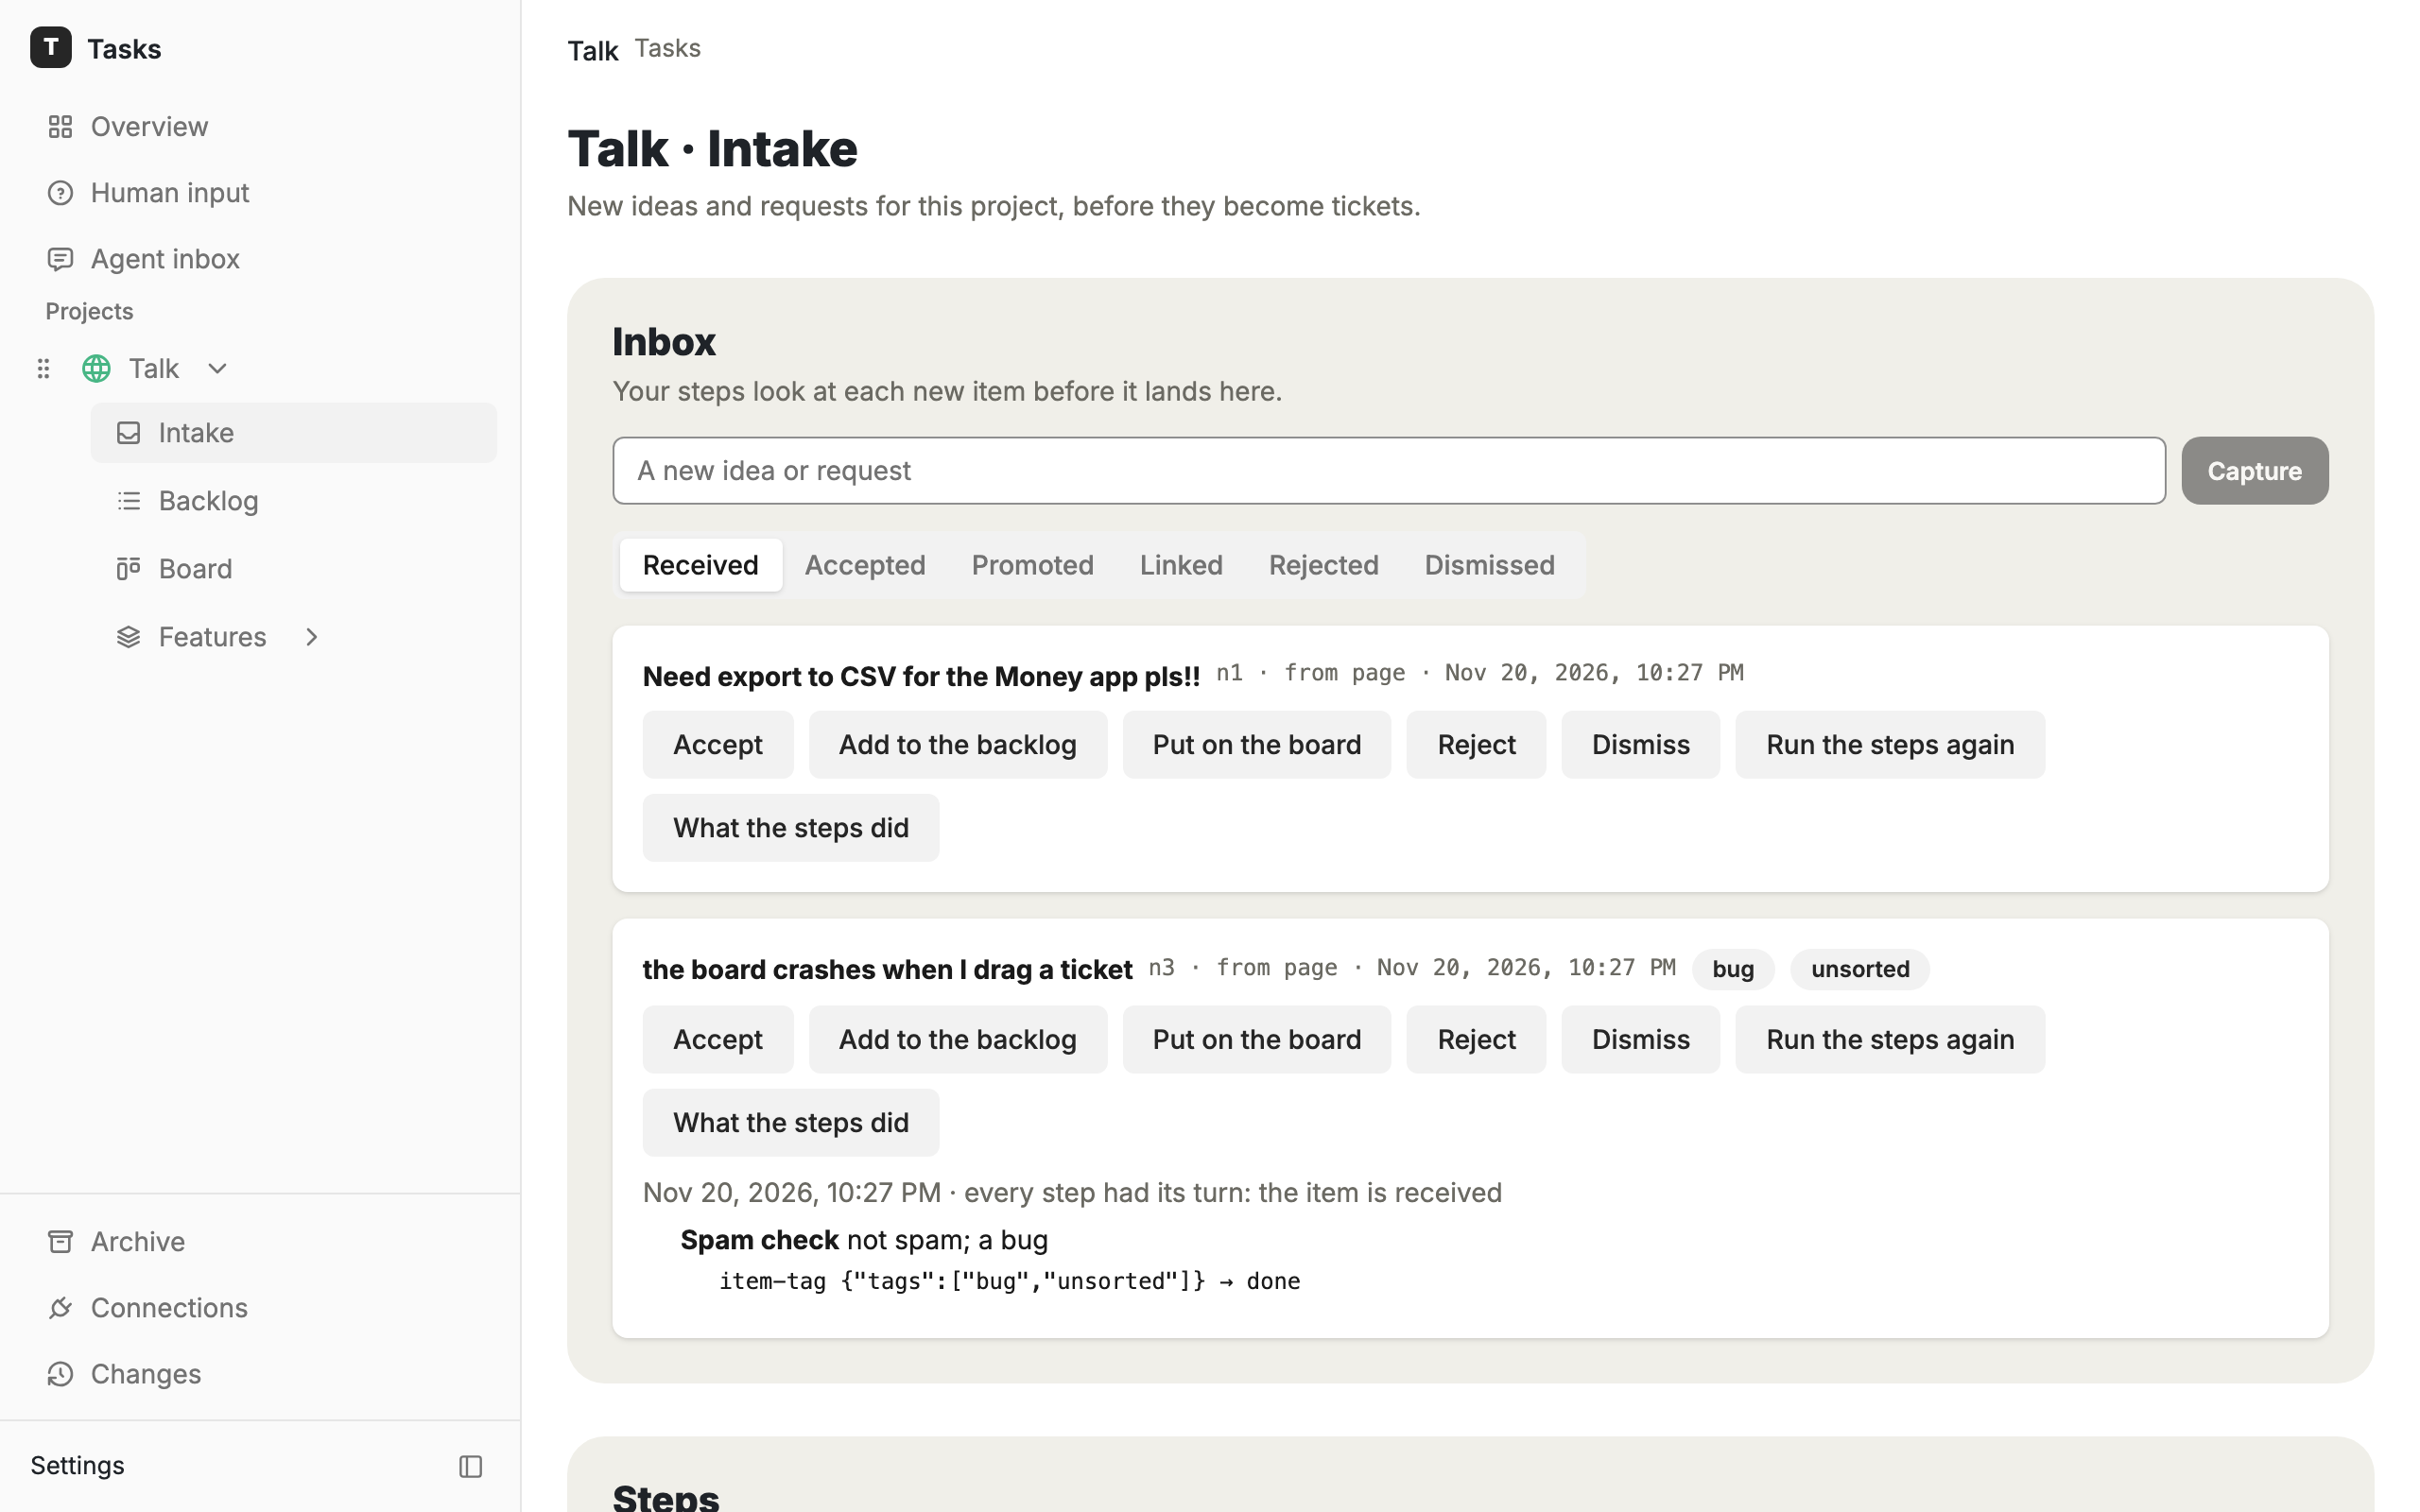 T Tasks
Overview
Human input
Agent inbox
Projects
Talk
Intake
Backlog
Board
Features
Archive
Connections
Changes
Settings
Talk Tasks
Talk · Intake
New ideas and requests for this project, before they become tickets.
Inbox
Your steps look at each new item before it lands here.
A new idea or request Capture
Received Accepted Promoted Linked Rejected Dismissed
Need export to CSV for the Money app pls!! n1 · from page · Nov 20, 2026, 10:27 PM
Accept Add to the backlog Put on the board Reject Dismiss Run the steps again
What the steps did
the board crashes when I drag a ticket n3 · from page · Nov 20, 2026, 10:27 PM bug unsorted
Accept Add to the backlog Put on the board Reject Dismiss Run the steps again
What the steps did
Nov 20, 2026, 10:27 PM · every step had its turn: the item is received
Spam check not spam; a bug
item-tag {"tags":["bug","unsorted"]} → done
Steps